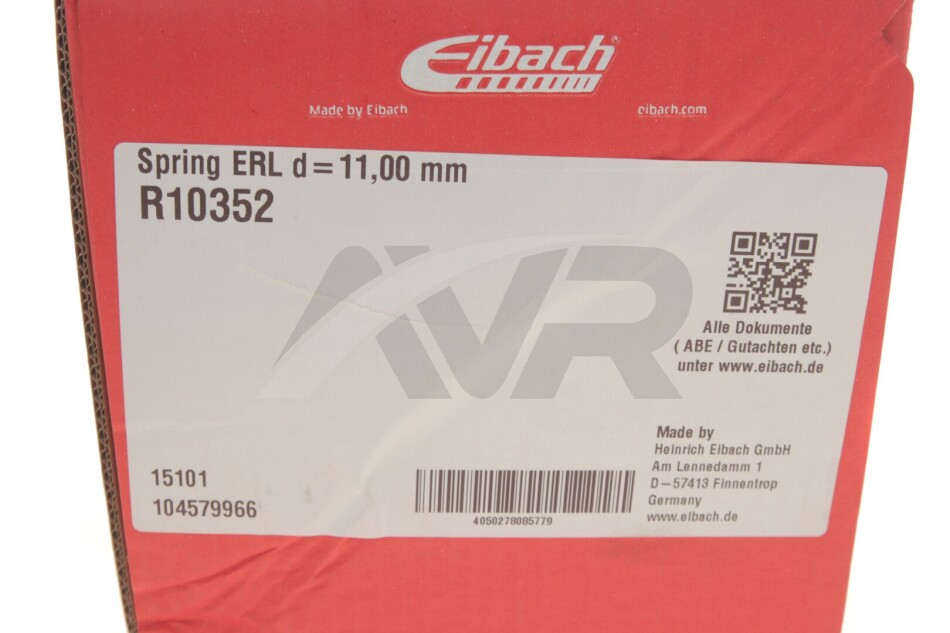 Eibach®
Made by Eibach
eibach.com
Spring ERL d=11,00 mm
R10352
AVR
Alle Dokumente
( ABE / Gutachten etc.)
unter www.eibach.de
Made by
Heinrich Eibach GmbH
Am Lennedamm 1
D–57413 Finnentrop
Germany
www.eibach.de
15101
104579966
4050278085779